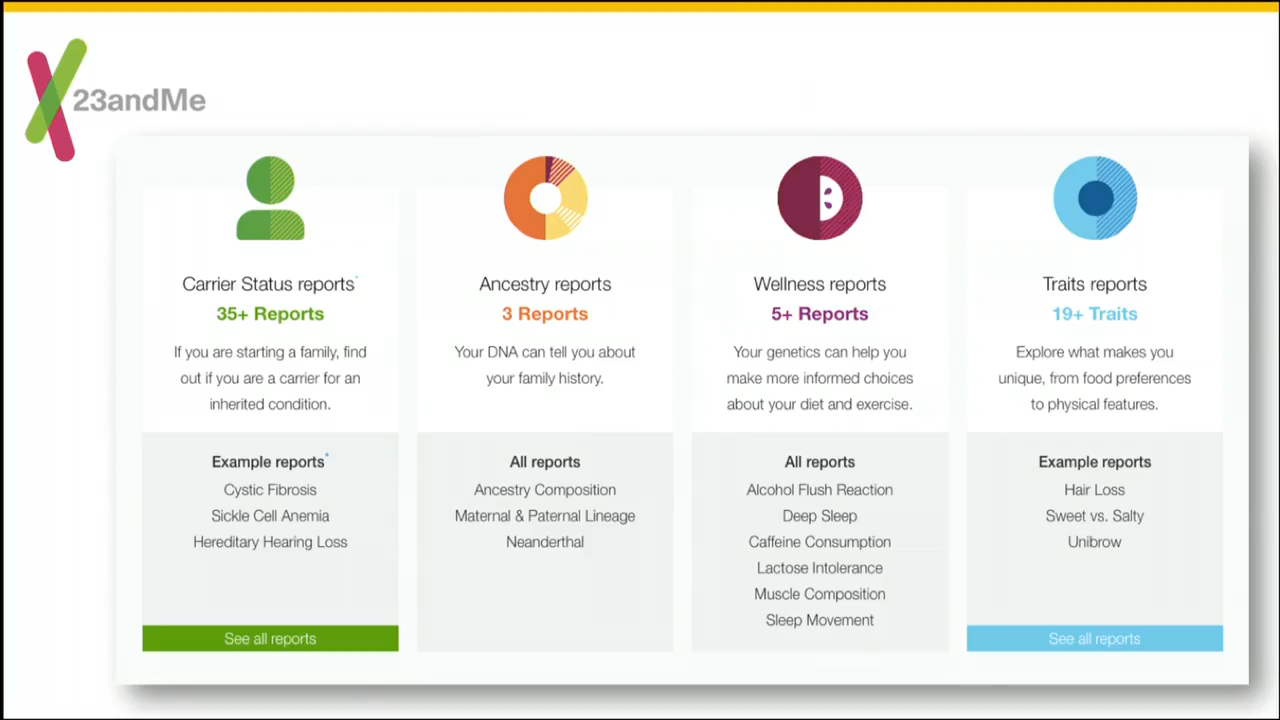 23andMe
Carrier Status reports*
35+ Reports
If you are starting a family, find
out if you are a carrier for an
inherited condition.
Example reports*
Cystic Fibrosis
Sickle Cell Anemia
Hereditary Hearing Loss
See all reports
Ancestry reports
3 Reports
Your DNA can tell you about
your family history.
All reports
Ancestry Composition
Maternal & Paternal Lineage
Neanderthal
Wellness reports
5+ Reports
Your genetics can help you
make more informed choices
about your diet and exercise.
All reports
Alcohol Flush Reaction
Deep Sleep
Caffeine Consumption
Lactose Intolerance
Muscle Composition
Sleep Movement
Traits reports
19+ Traits
Explore what makes you
unique, from food preferences
to physical features.
Example reports
Hair Loss
Sweet vs. Salty
Unibrow
See all reports